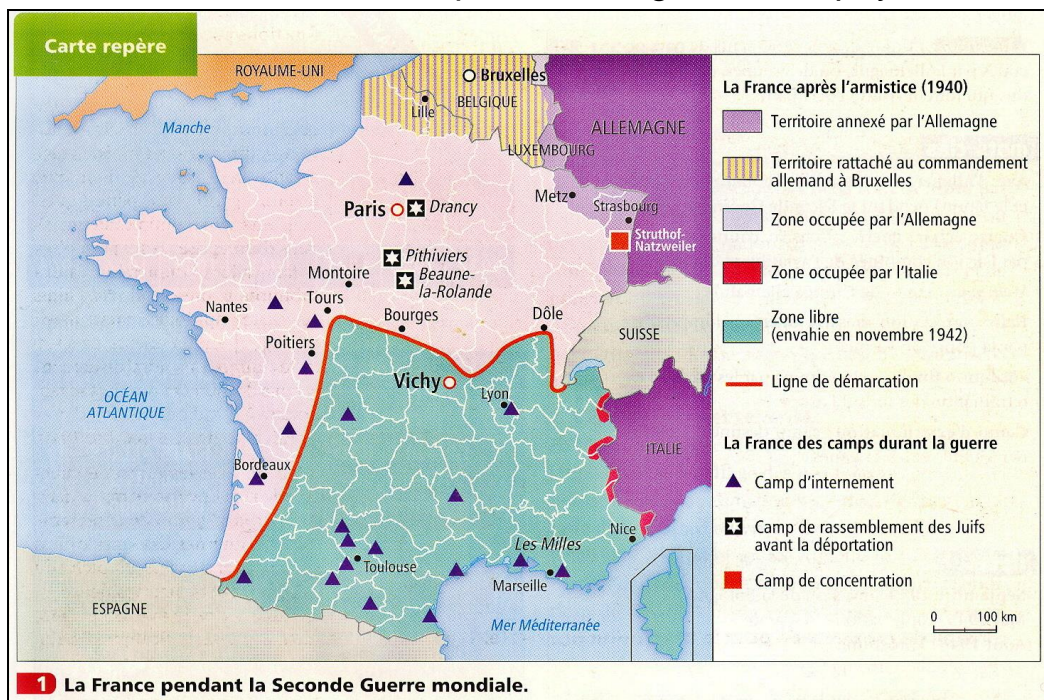 Carte repère
ROYAUME-UNI
Bruxelles
BELGIQUE
Lille
Manche
ALLEMAGNE
LUXEMBOURG
Metz
Strasbourg
Paris
Drancy
Struthof-
Natzweiler
Pithiviers
Beaune-
la-Rolande
Montoire
Nantes
Tours
Bourges
Dôle
Poitiers
SUISSE
Vichy
Lyon
OCÉAN
ATLANTIQUE
ITALIE
Bordeaux
Nice
Les Milles
Toulouse
Marseille
ESPAGNE
Mer Méditerranée
La France après l'armistice (1940)
Territoire annexé par l'Allemagne
Territoire rattaché au commandement
allemand à Bruxelles
Zone occupée par l'Allemagne
Zone occupée par l'Italie
Zone libre
(envahie en novembre 1942)
Ligne de démarcation
La France des camps durant la guerre
Camp d'internement
Camp de rassemblement des Juifs
avant la déportation
Camp de concentration
0 100 km
1 La France pendant la Seconde Guerre mondiale.